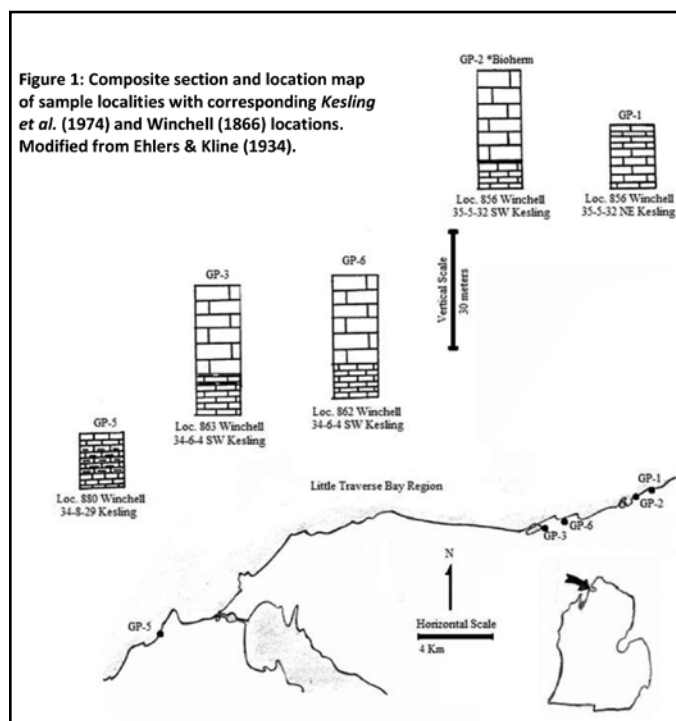 Figure 1: Composite section and location map
of sample localities with corresponding Kesling
et al. (1974) and Winchell (1866) locations.
Modified from Ehlers & Kline (1934).
GP-2 *Bioherm
Loc. 856 Winchell
35-5-32 SW Kesling
GP-1
Loc. 856 Winchell
35-5-32 NE Kesling
Vertical Scale
30 meters
GP-3
Loc. 863 Winchell
34-6-4 SW Kesling
GP-6
Loc. 862 Winchell
34-6-4 SW Kesling
GP-5
Loc. 880 Winchell
34-8-29 Kesling
Little Traverse Bay Region
GP-1
GP-2
GP-6
GP-3
N
GP-5
Horizontal Scale
4 Km